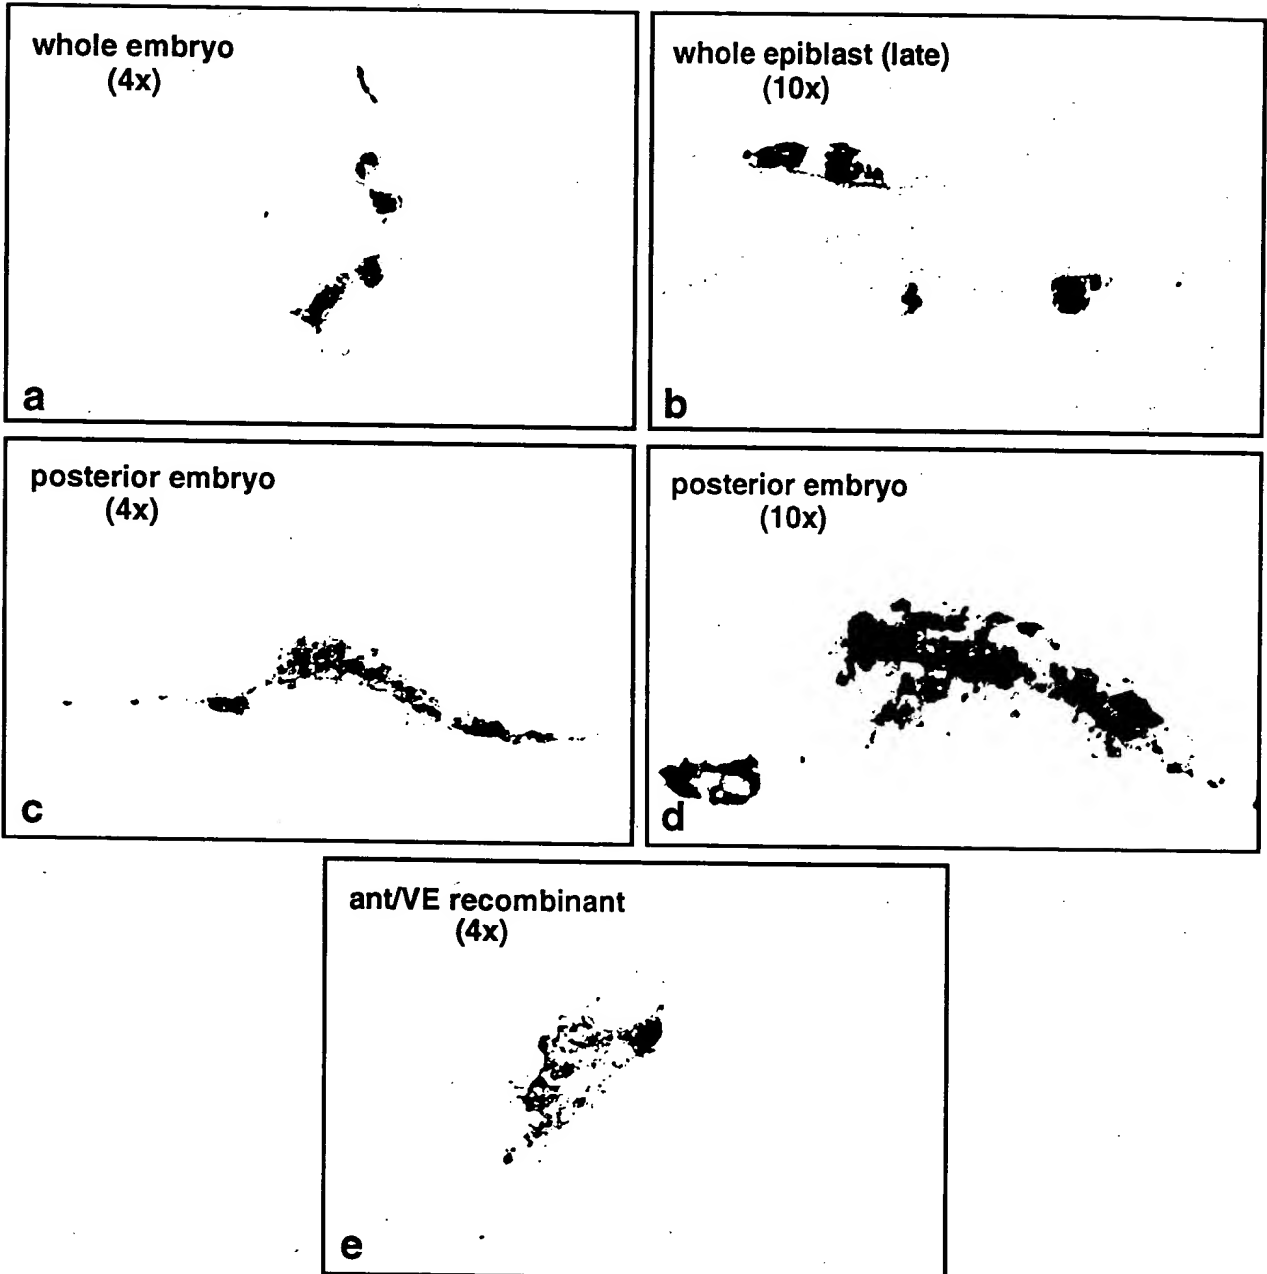 whole embryo
(4x)
a
whole epiblast (late)
(10x)
b
posterior embryo
(4x)
c
posterior embryo
(10x)
d
ant/VE recombinant
(4x)
e